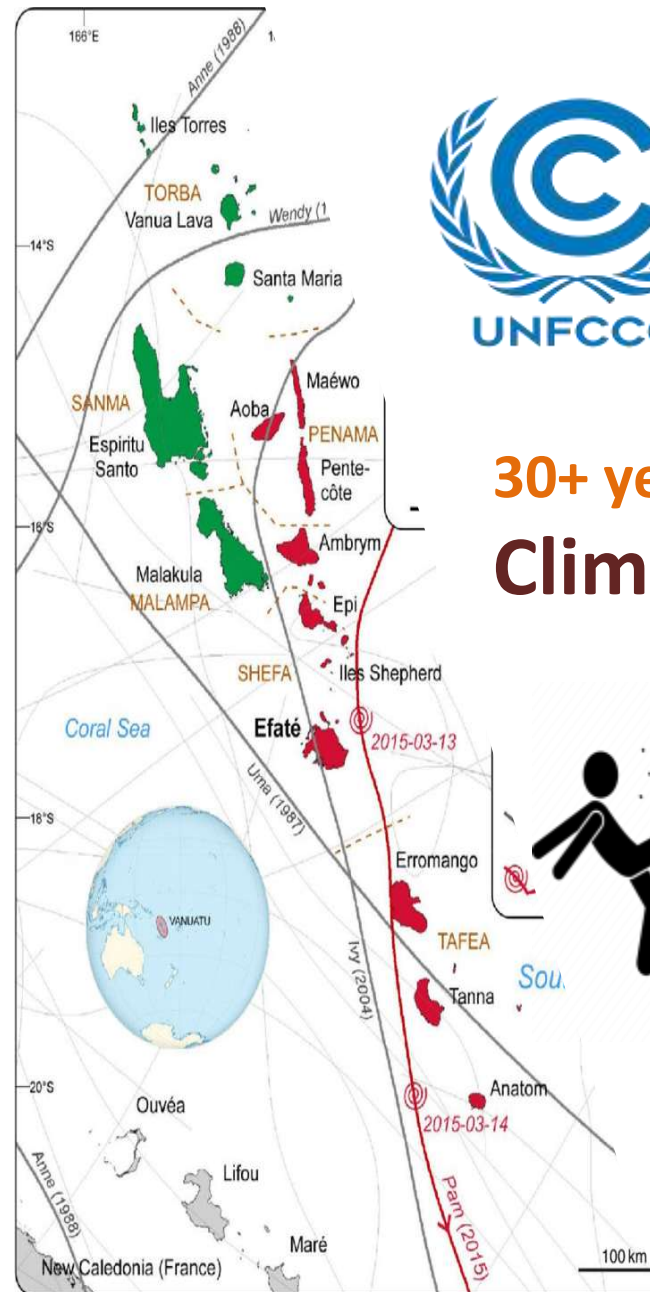 166°E
Anne (1988)
Iles Torres
TORBA
Vanua Lava
Wendy (1
14°S
Santa Maria
UNFCCC
Maéwo
SANMA
Aoba
PENAMA
Espiritu
Santo
Pente-
côte
30+ ye
16°S
Ambrym
Clim
Malakula
MALAMPA
Epi
SHEFA
Iles Shepherd
Coral Sea
Efaté
2015-03-13
Uma (1987)
18°S
Erromango
VANUATU
TAFEA
Ivy (2004)
Sou
Tanna
20°S
Anatom
Ouvéa
2015-03-14
Anne (1988)
Lifou
Pam (2015)
Maré
New Caledonia (France)
100 km